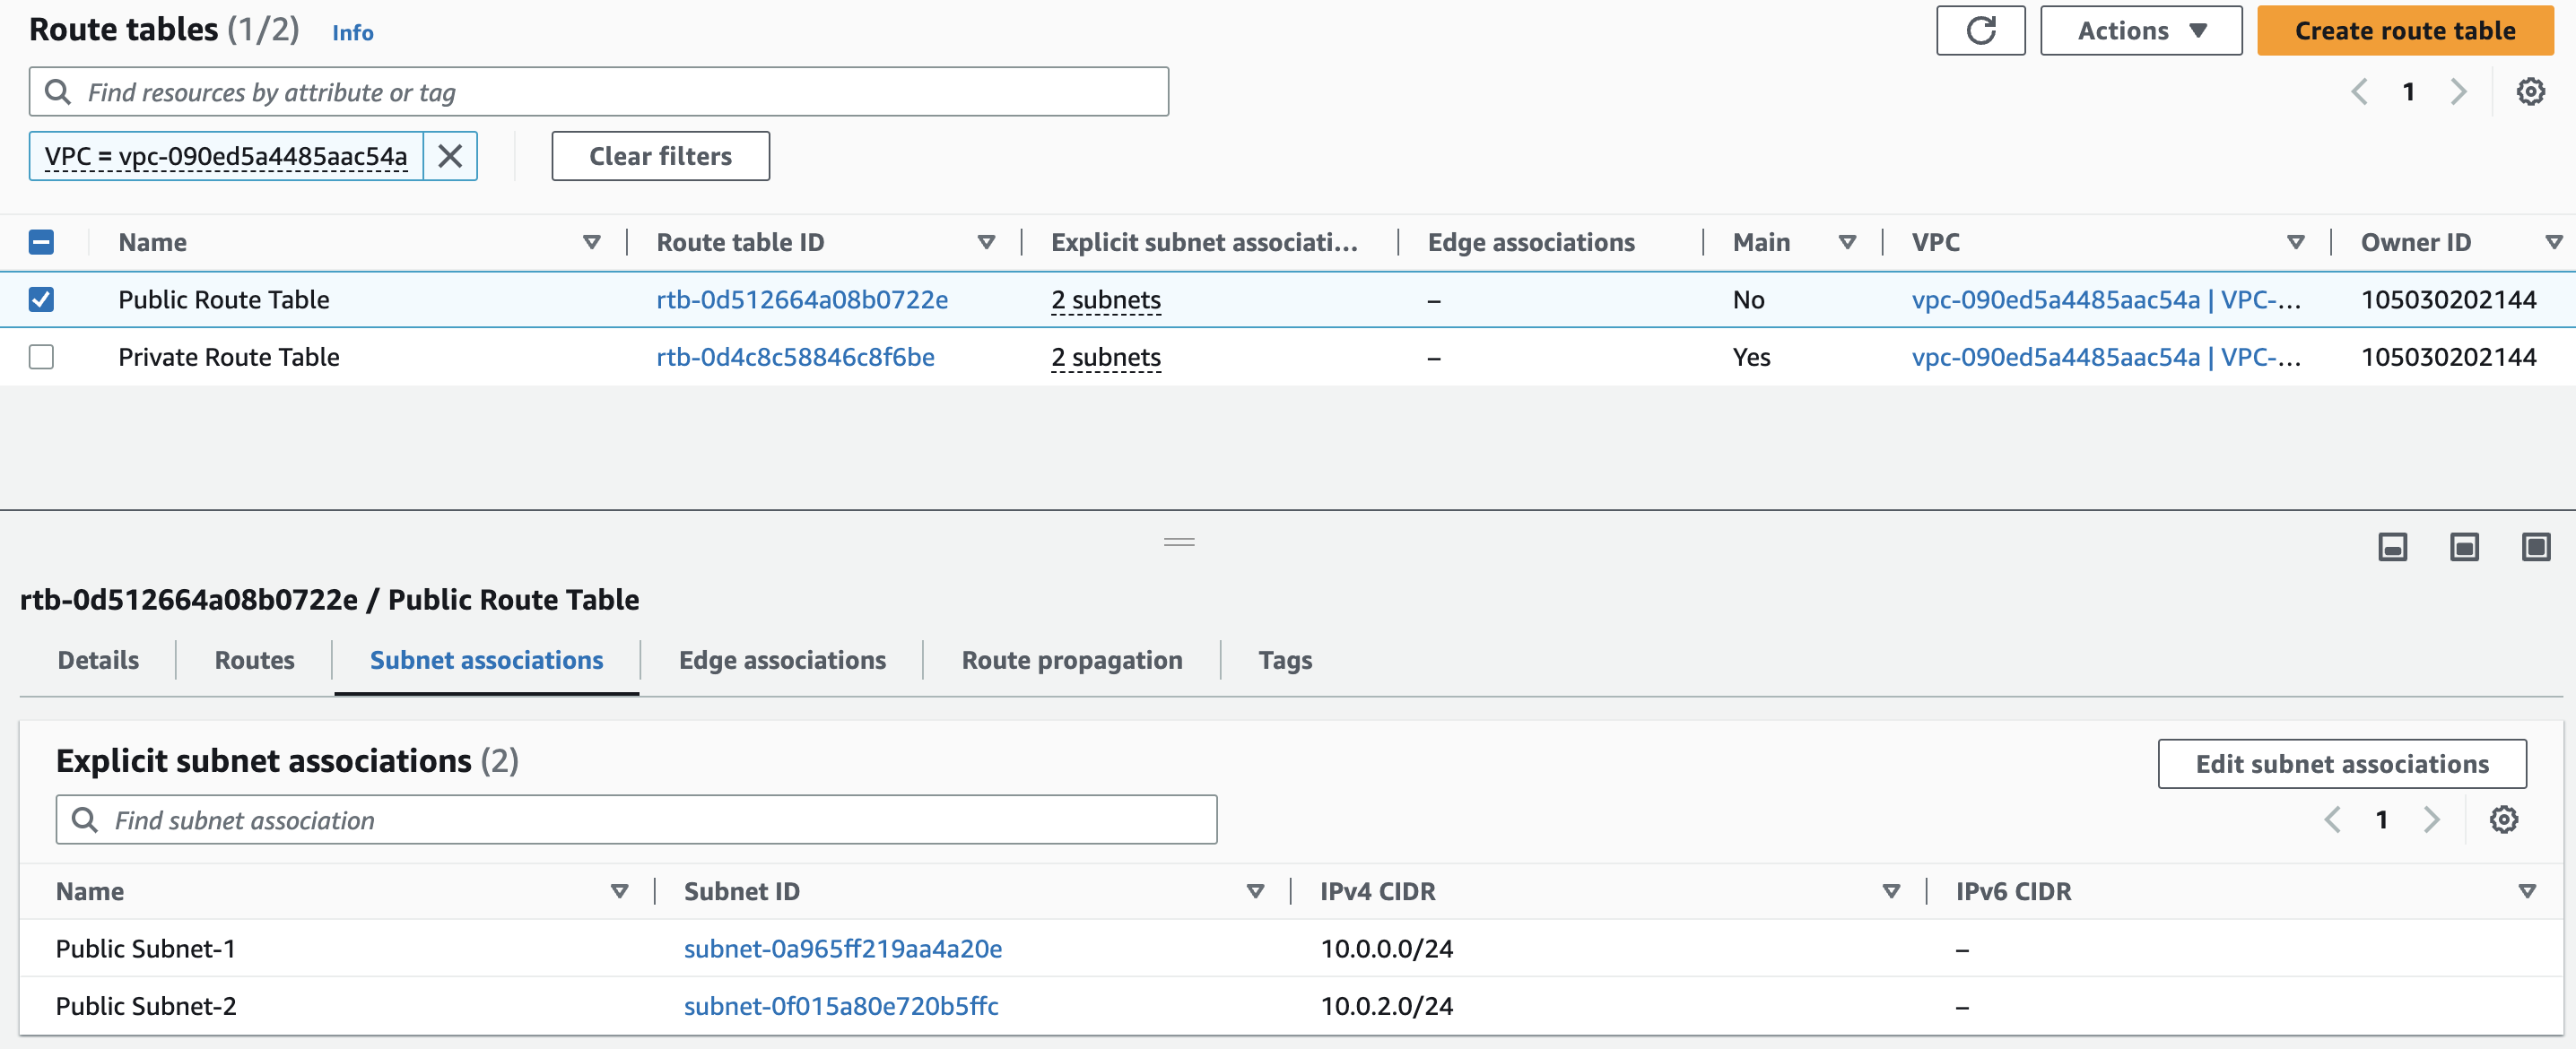 Route tables (1/2) Info
Actions Create route table
Find resources by attribute or tag
1
VPC = vpc-090ed5a4485aac54a
Clear filters
Name Route table ID Explicit subnet associati... Edge associations Main VPC Owner ID
Public Route Table rtb-0d512664a08b0722e 2 subnets – No vpc-090ed5a4485aac54a | VPC-... 105030202144
Private Route Table rtb-0d4c8c58846c8f6be 2 subnets – Yes vpc-090ed5a4485aac54a | VPC-... 105030202144
rtb-0d512664a08b0722e / Public Route Table
Details Routes Subnet associations Edge associations Route propagation Tags
Explicit subnet associations (2)
Edit subnet associations
Find subnet association
1
Name Subnet ID IPv4 CIDR IPv6 CIDR
Public Subnet-1 subnet-0a965ff219aa4a20e 10.0.0.0/24 –
Public Subnet-2 subnet-0f015a80e720b5ffc 10.0.2.0/24 –